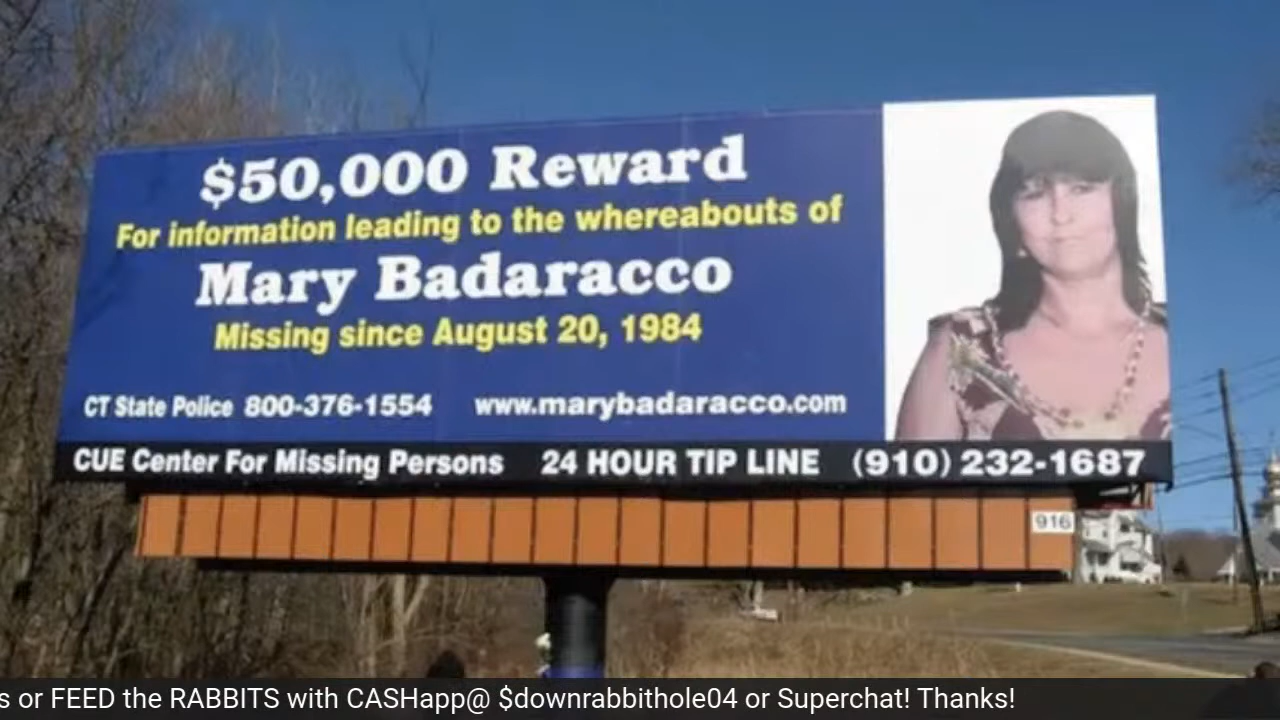 $50,000 Reward
For information leading to the whereabouts of
Mary Badaracco
Missing since August 20, 1984
CT State Police 800-376-1554 www.marybadaracco.com
CUE Center For Missing Persons 24 HOUR TIP LINE (910) 232-1687
916
s or FEED the RABBITS with CASHapp@ $downrabbithole04 or Superchat! Thanks!